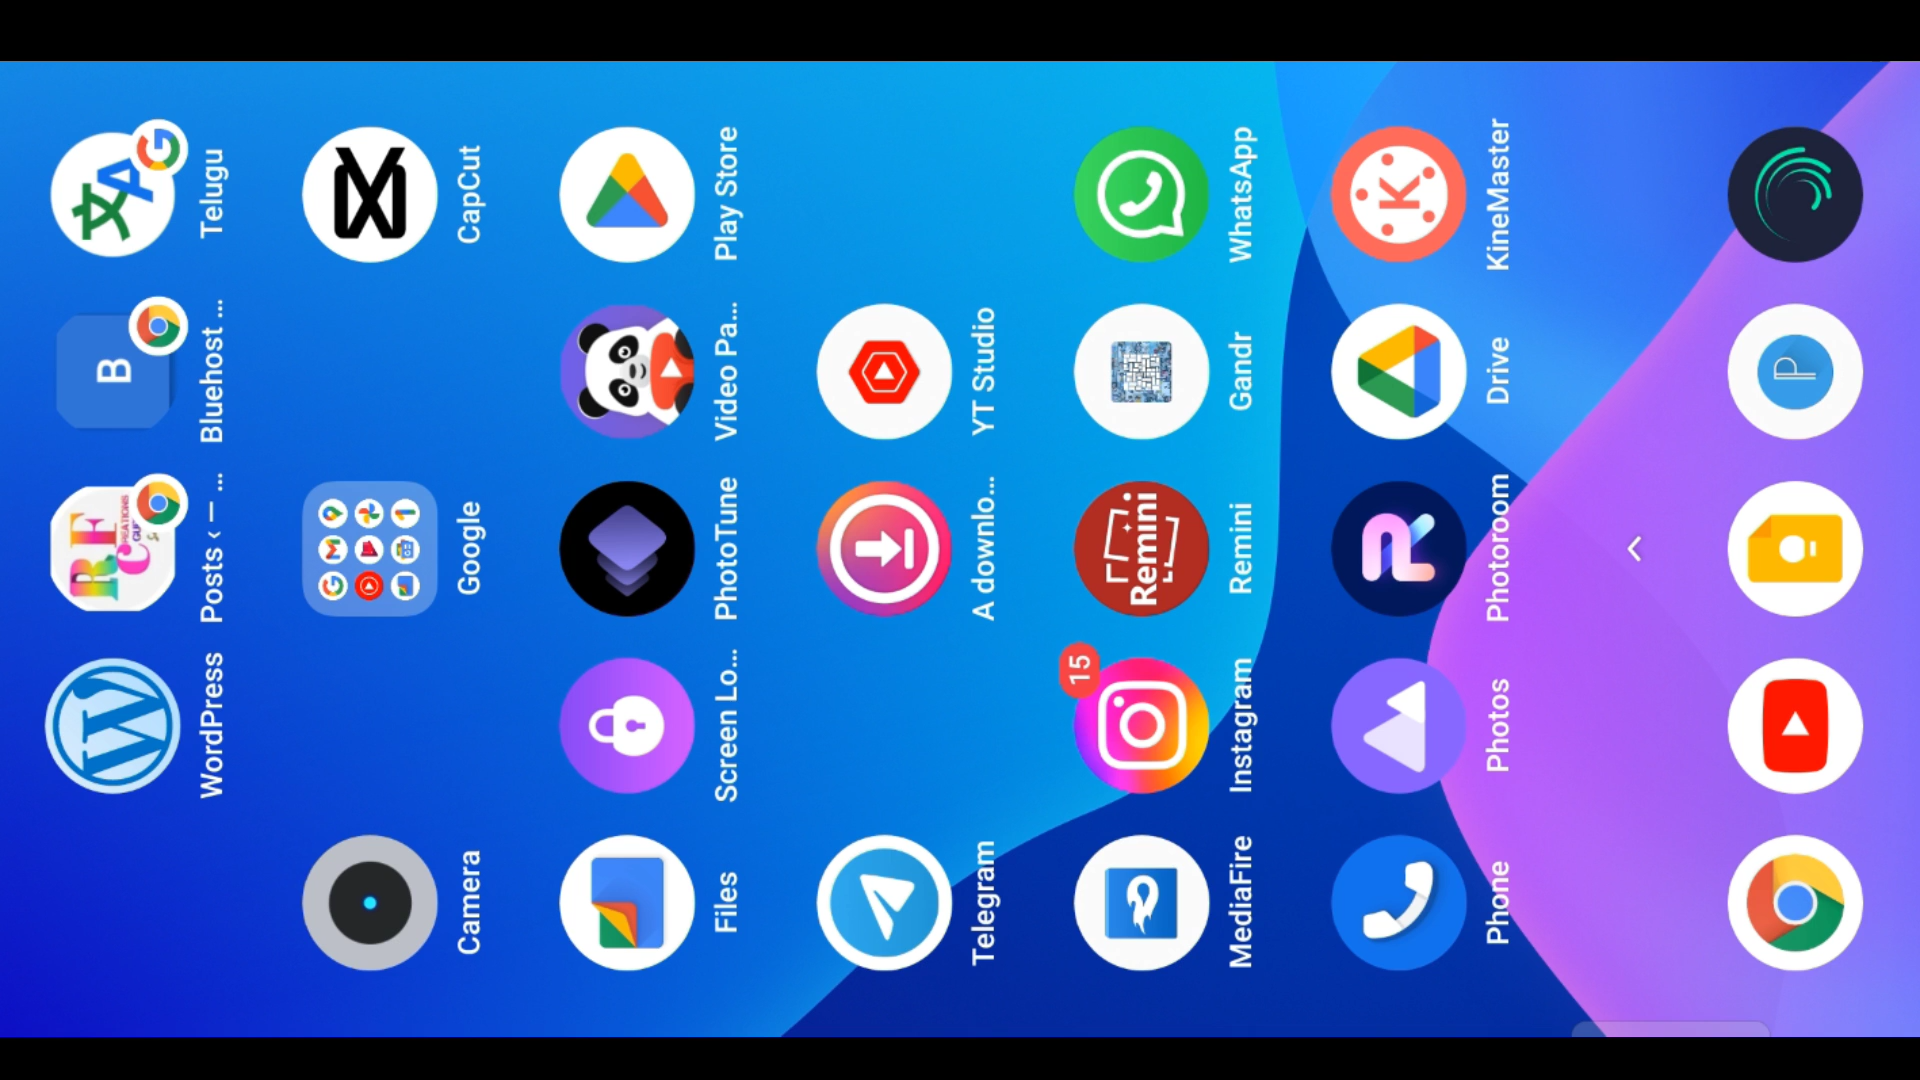 B
WordPress Posts ‹ — ... Bluehost ... Telugu
Camera Google CapCut
Files Screen Lo... PhotoTune Video Pa... Play Store
Telegram A downlo... YT Studio
15
Remini
MediaFire Instagram Remini Gandr WhatsApp
K
Phone Photos Photoroom Drive KineMaster